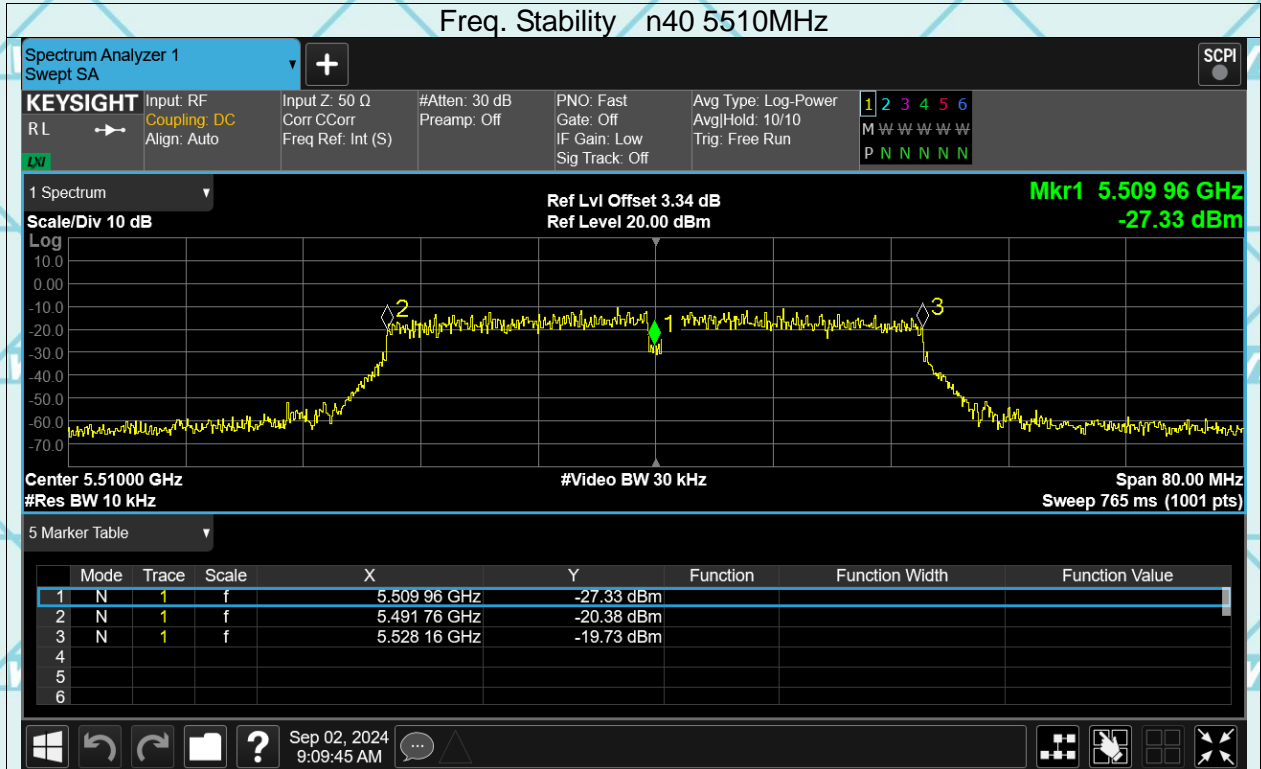 Freq. Stability n40 5510MHz
Spectrum Analyzer 1
Swept SA
SCPI
KEYSIGHT
RL
LXI
Input: RF
Coupling: DC
Align: Auto
Input Z: 50 Ω
Corr CCorr
Freq Ref: Int (S)
#Atten: 30 dB
Preamp: Off
PNO: Fast
Gate: Off
IF Gain: Low
Sig Track: Off
Avg Type: Log-Power
Avg|Hold: 10/10
Trig: Free Run
1 2 3 4 5 6
M W W W W W
P N N N N N
1 Spectrum
Scale/Div 10 dB
Ref Lvl Offset 3.34 dB
Ref Level 20.00 dBm
Mkr1 5.509 96 GHz
-27.33 dBm
Log
10.0
0.00
-10.0
-20.0
-30.0
-40.0
-50.0
-60.0
-70.0
2
1
3
Center 5.51000 GHz
#Video BW 30 kHz
Span 80.00 MHz
#Res BW 10 kHz
Sweep 765 ms (1001 pts)
5 Marker Table
Mode Trace Scale X Y Function Function Width Function Value
1 N 1 f 5.509 96 GHz -27.33 dBm
2 N 1 f 5.491 76 GHz -20.38 dBm
3 N 1 f 5.528 16 GHz -19.73 dBm
4
5
6
?
Sep 02, 2024
9:09:45 AM